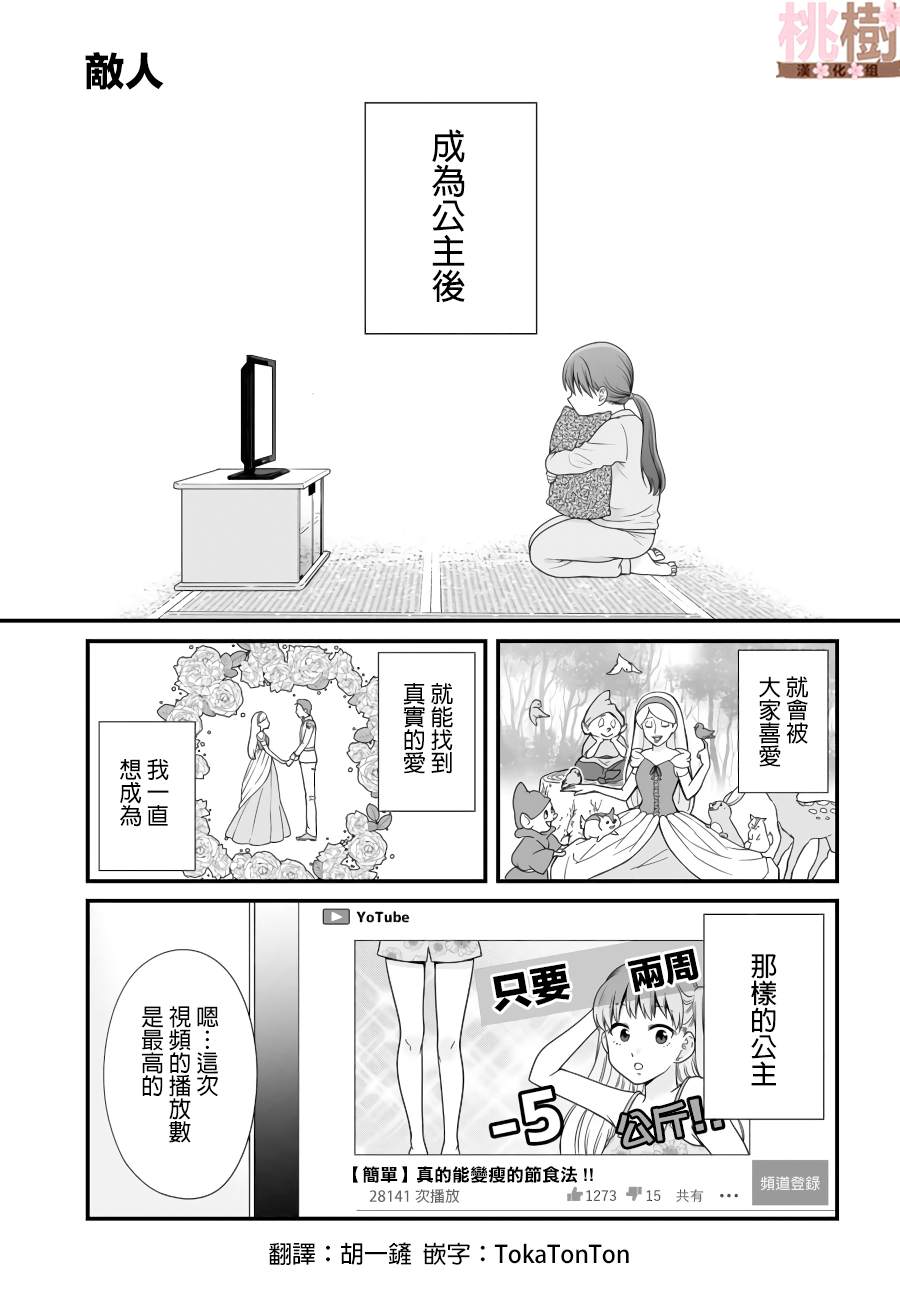 桃樹
漢化组
敵人
成為公主後
就會被
大家喜愛
就能找到
真實的愛
我一直
想成為
那樣的公主
YoTube
只要
兩周
-5
公斤!!
【簡單】真的能變瘦的節食法!!
28141 次播放
1273
15
共有
…
頻道登錄
嗯…這次
視頻的播放數
是最高的
翻譯：胡一鏟 嵌字：TokaTonTon